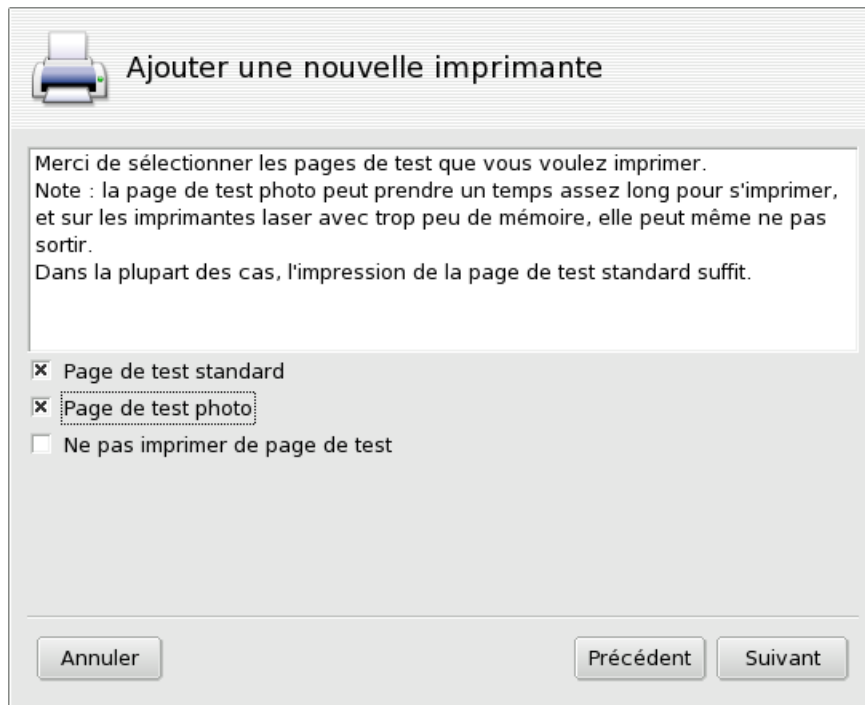 Ajouter une nouvelle imprimante
Merci de sélectionner les pages de test que vous voulez imprimer.
Note : la page de test photo peut prendre un temps assez long pour s'imprimer,
et sur les imprimantes laser avec trop peu de mémoire, elle peut même ne pas
sortir.
Dans la plupart des cas, l'impression de la page de test standard suffit.
Page de test standard
Page de test photo
Ne pas imprimer de page de test
Annuler
Précédent
Suivant